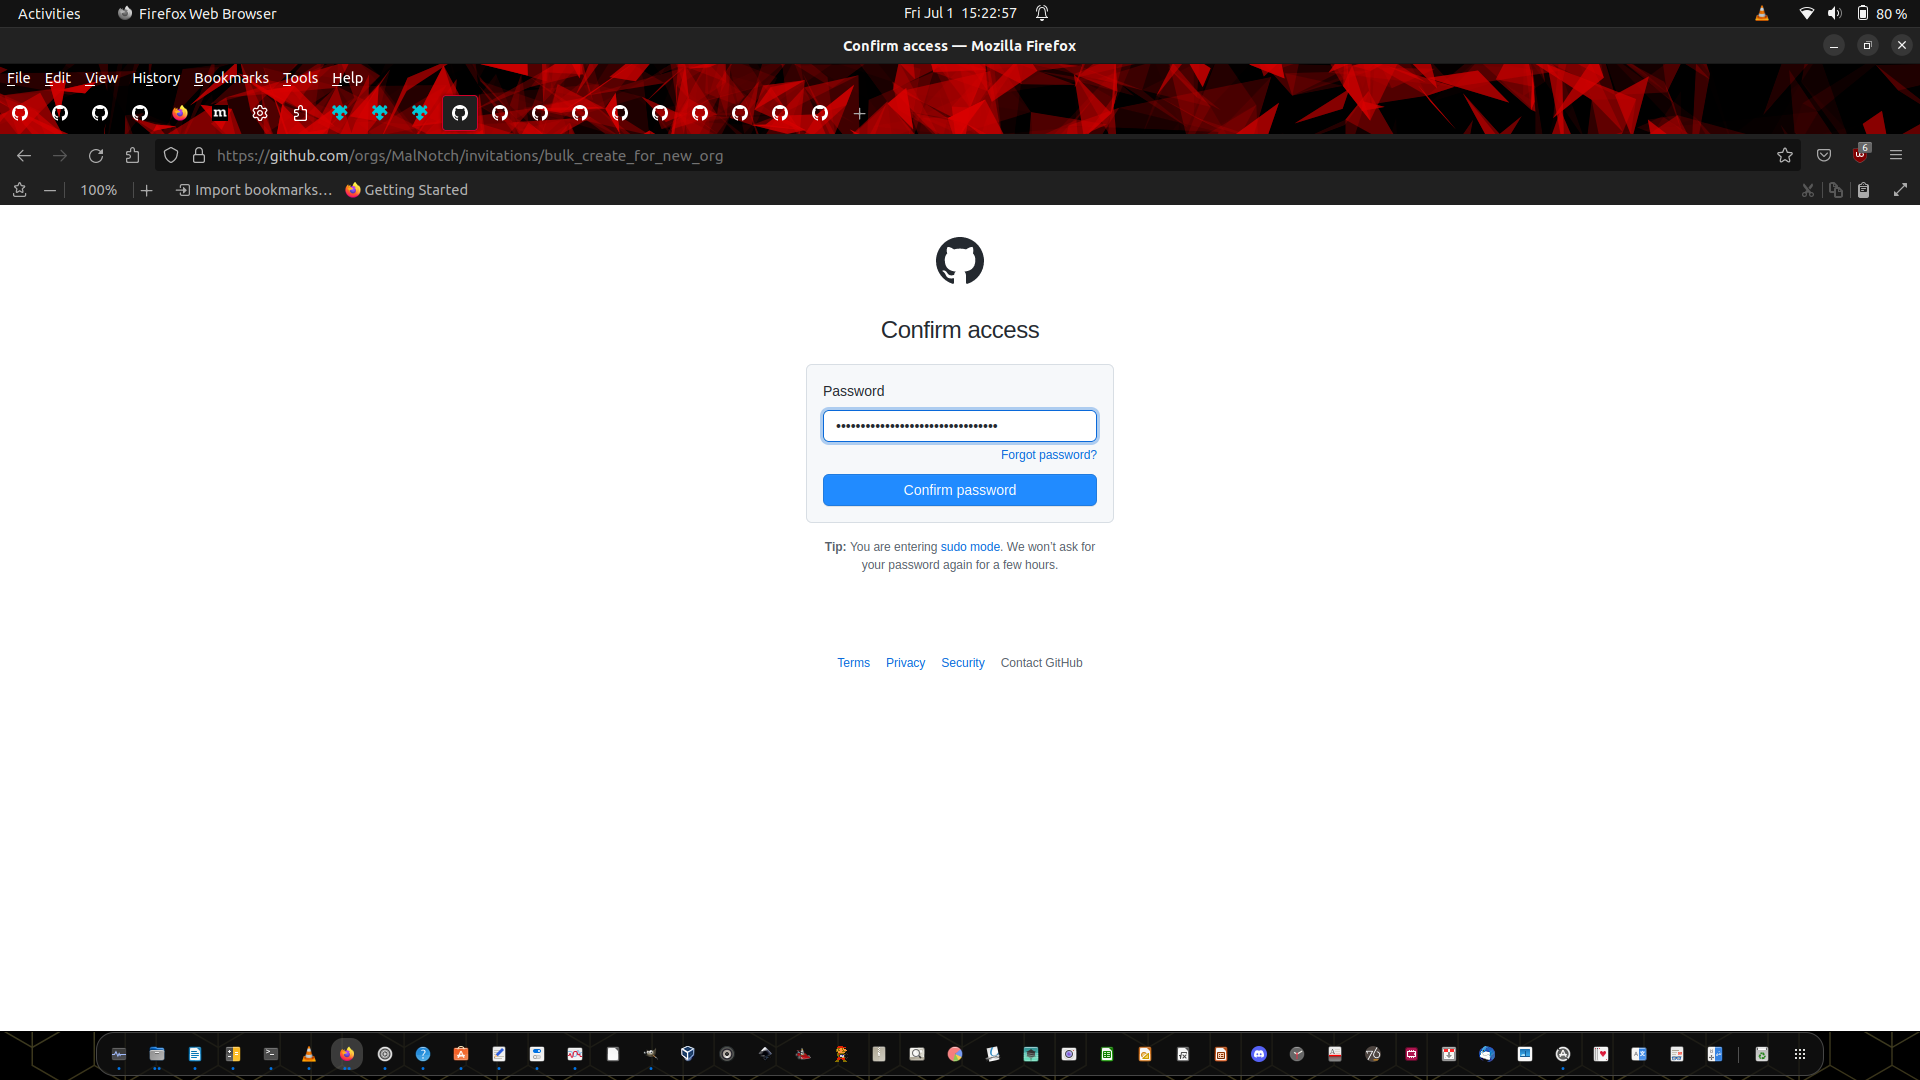 Activities Firefox Web Browser Fri Jul 1 15:22:57 80 %
Confirm access — Mozilla Firefox
File Edit View History Bookmarks Tools Help
m
https://github.com/orgs/MalNotch/invitations/bulk_create_for_new_org 6
100% Import bookmarks… Getting Started
Confirm access
Password
••••••••••••••••••••••••••••••••
Forgot password?
Confirm password
Tip: You are entering sudo mode. We won’t ask for
your password again for a few hours.
Terms Privacy Security Contact GitHub
76